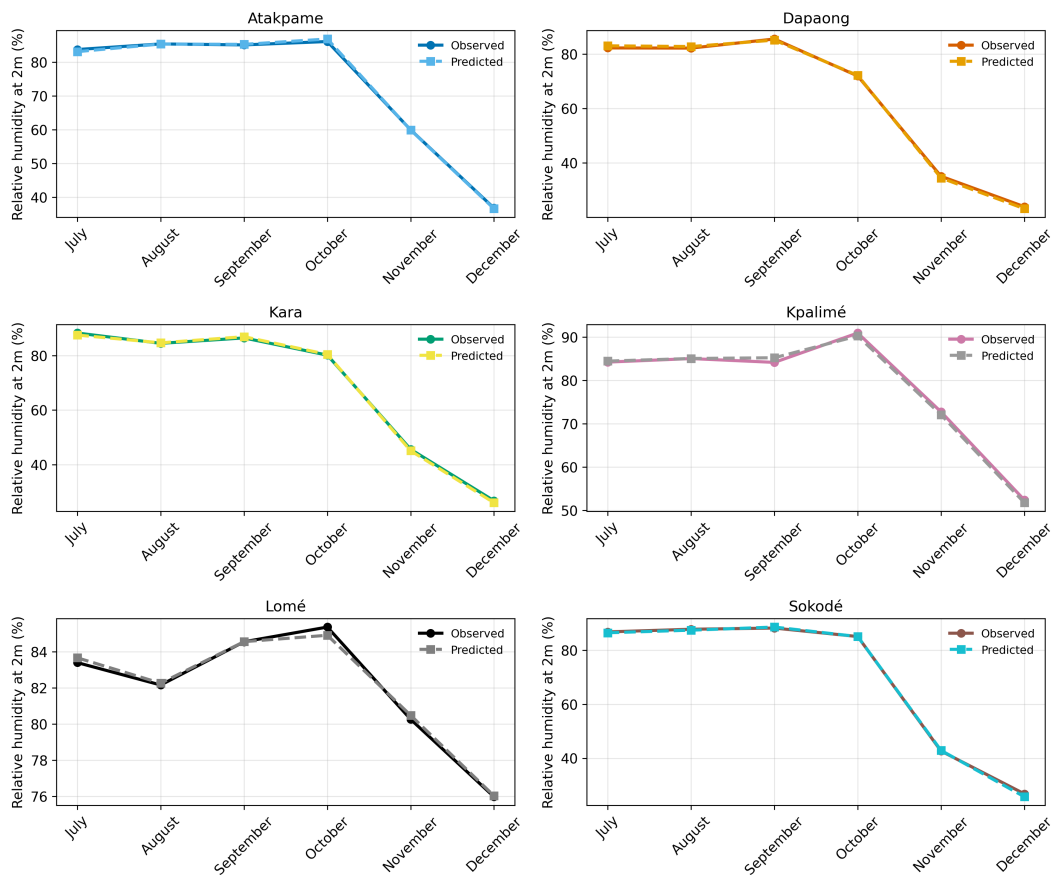 Atakpame
Relative humidity at 2m (%)
80
70
60
50
40
Observed
Predicted
July
August
September
October
November
December
Dapaong
Relative humidity at 2m (%)
80
60
40
Observed
Predicted
July
August
September
October
November
December
Kara
Relative humidity at 2m (%)
80
60
40
Observed
Predicted
July
August
September
October
November
December
Kpalimé
Relative humidity at 2m (%)
90
80
70
60
50
Observed
Predicted
July
August
September
October
November
December
Lomé
Relative humidity at 2m (%)
84
82
80
78
76
Observed
Predicted
July
August
September
October
November
December
Sokodé
Relative humidity at 2m (%)
80
60
40
Observed
Predicted
July
August
September
October
November
December